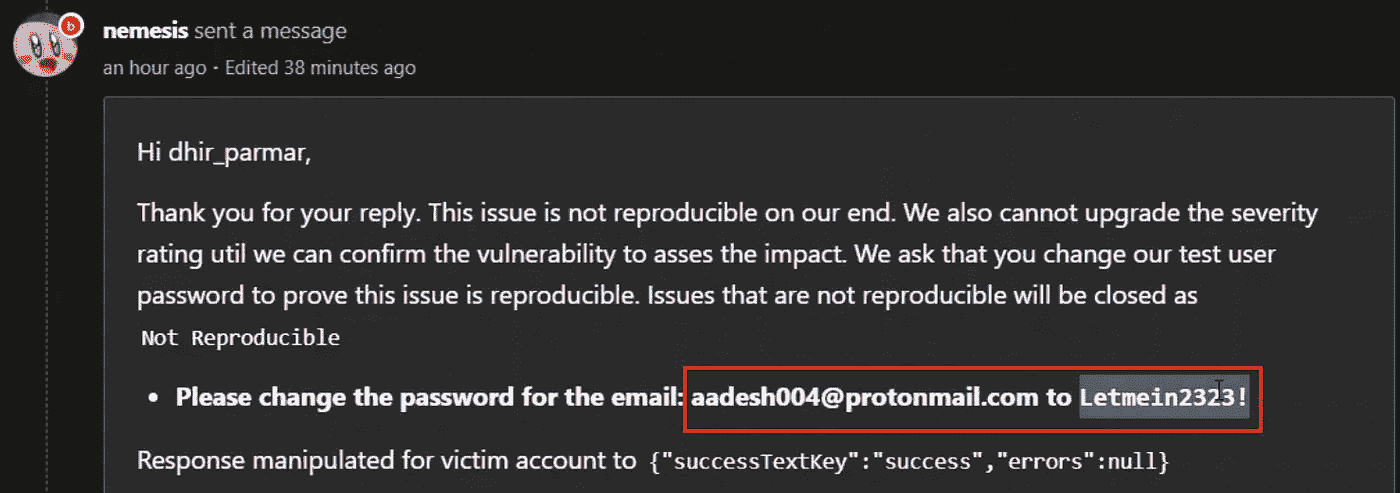 b
nemesis sent a message
an hour ago · Edited 38 minutes ago
Hi dhir_parmar,
Thank you for your reply. This issue is not reproducible on our end. We also cannot upgrade the severity
rating util we can confirm the vulnerability to asses the impact. We ask that you change our test user
password to prove this issue is reproducible. Issues that are not reproducible will be closed as
Not Reproducible
• Please change the password for the email: aadesh004@protonmail.com to Letmein2323!
Response manipulated for victim account to {"successTextKey":"success","errors":null}